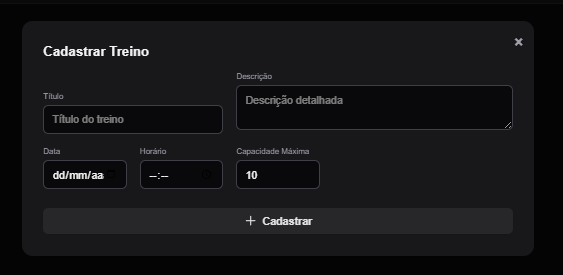 Cadastrar Treino
×
Título
Título do treino
Descrição
Descrição detalhada
Data
dd/mm/aa
Horário
--:--
Capacidade Máxima
10
+ Cadastrar